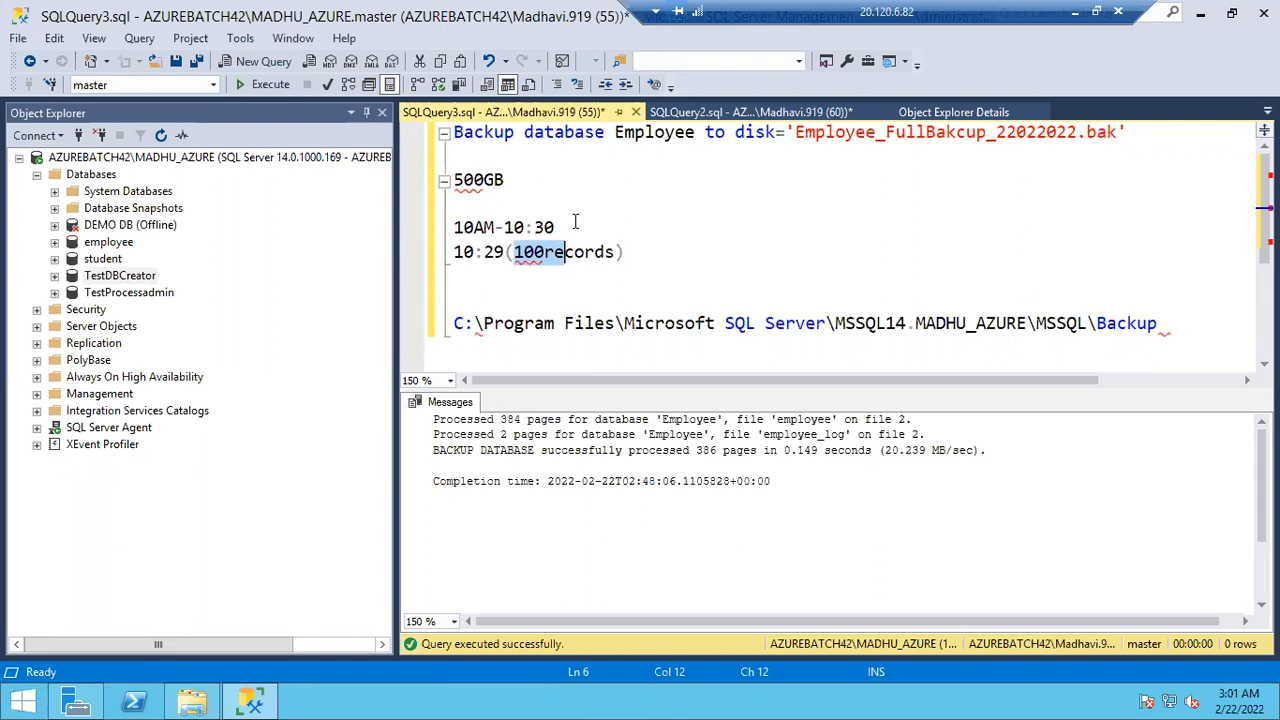 SQLQuery3.sql - AZUREBATCH42\MADHU_AZURE.master (AZUREBATCH42\Madhavi.919 (55))*
20.120.6.82
File Edit View Query Project Tools Window Help
New Query
master
Execute
Object Explorer
Connect
AZUREBATCH42\MADHU_AZURE (SQL Server 14.0.1000.169 - AZUREB
Databases
System Databases
Database Snapshots
DEMO DB (Offline)
employee
student
TestDBCreator
TestProcessadmin
Security
Server Objects
Replication
PolyBase
Always On High Availability
Management
Integration Services Catalogs
SQL Server Agent
XEvent Profiler
SQLQuery3.sql - AZ...\Madhavi.919 (55))*
SQLQuery2.sql - AZ...\Madhavi.919 (60))*
Object Explorer Details
Backup database Employee to disk='Employee_FullBakcup_22022022.bak'
500GB
10AM-10:30
10:29(100records)
C:\Program Files\Microsoft SQL Server\MSSQL14.MADHU_AZURE\MSSQL\Backup
150 %
Messages
Processed 384 pages for database 'Employee', file 'employee' on file 2.
Processed 2 pages for database 'Employee', file 'employee_log' on file 2.
BACKUP DATABASE successfully processed 386 pages in 0.149 seconds (20.239 MB/sec).
Completion time: 2022-02-22T02:48:06.1105828+00:00
150 %
Query executed successfully.
AZUREBATCH42\MADHU_AZURE (1...
AZUREBATCH42\Madhavi.9...
master
00:00:00
0 rows
Ready
Ln 6
Col 12
Ch 12
INS
3:01 AM
2/22/2022